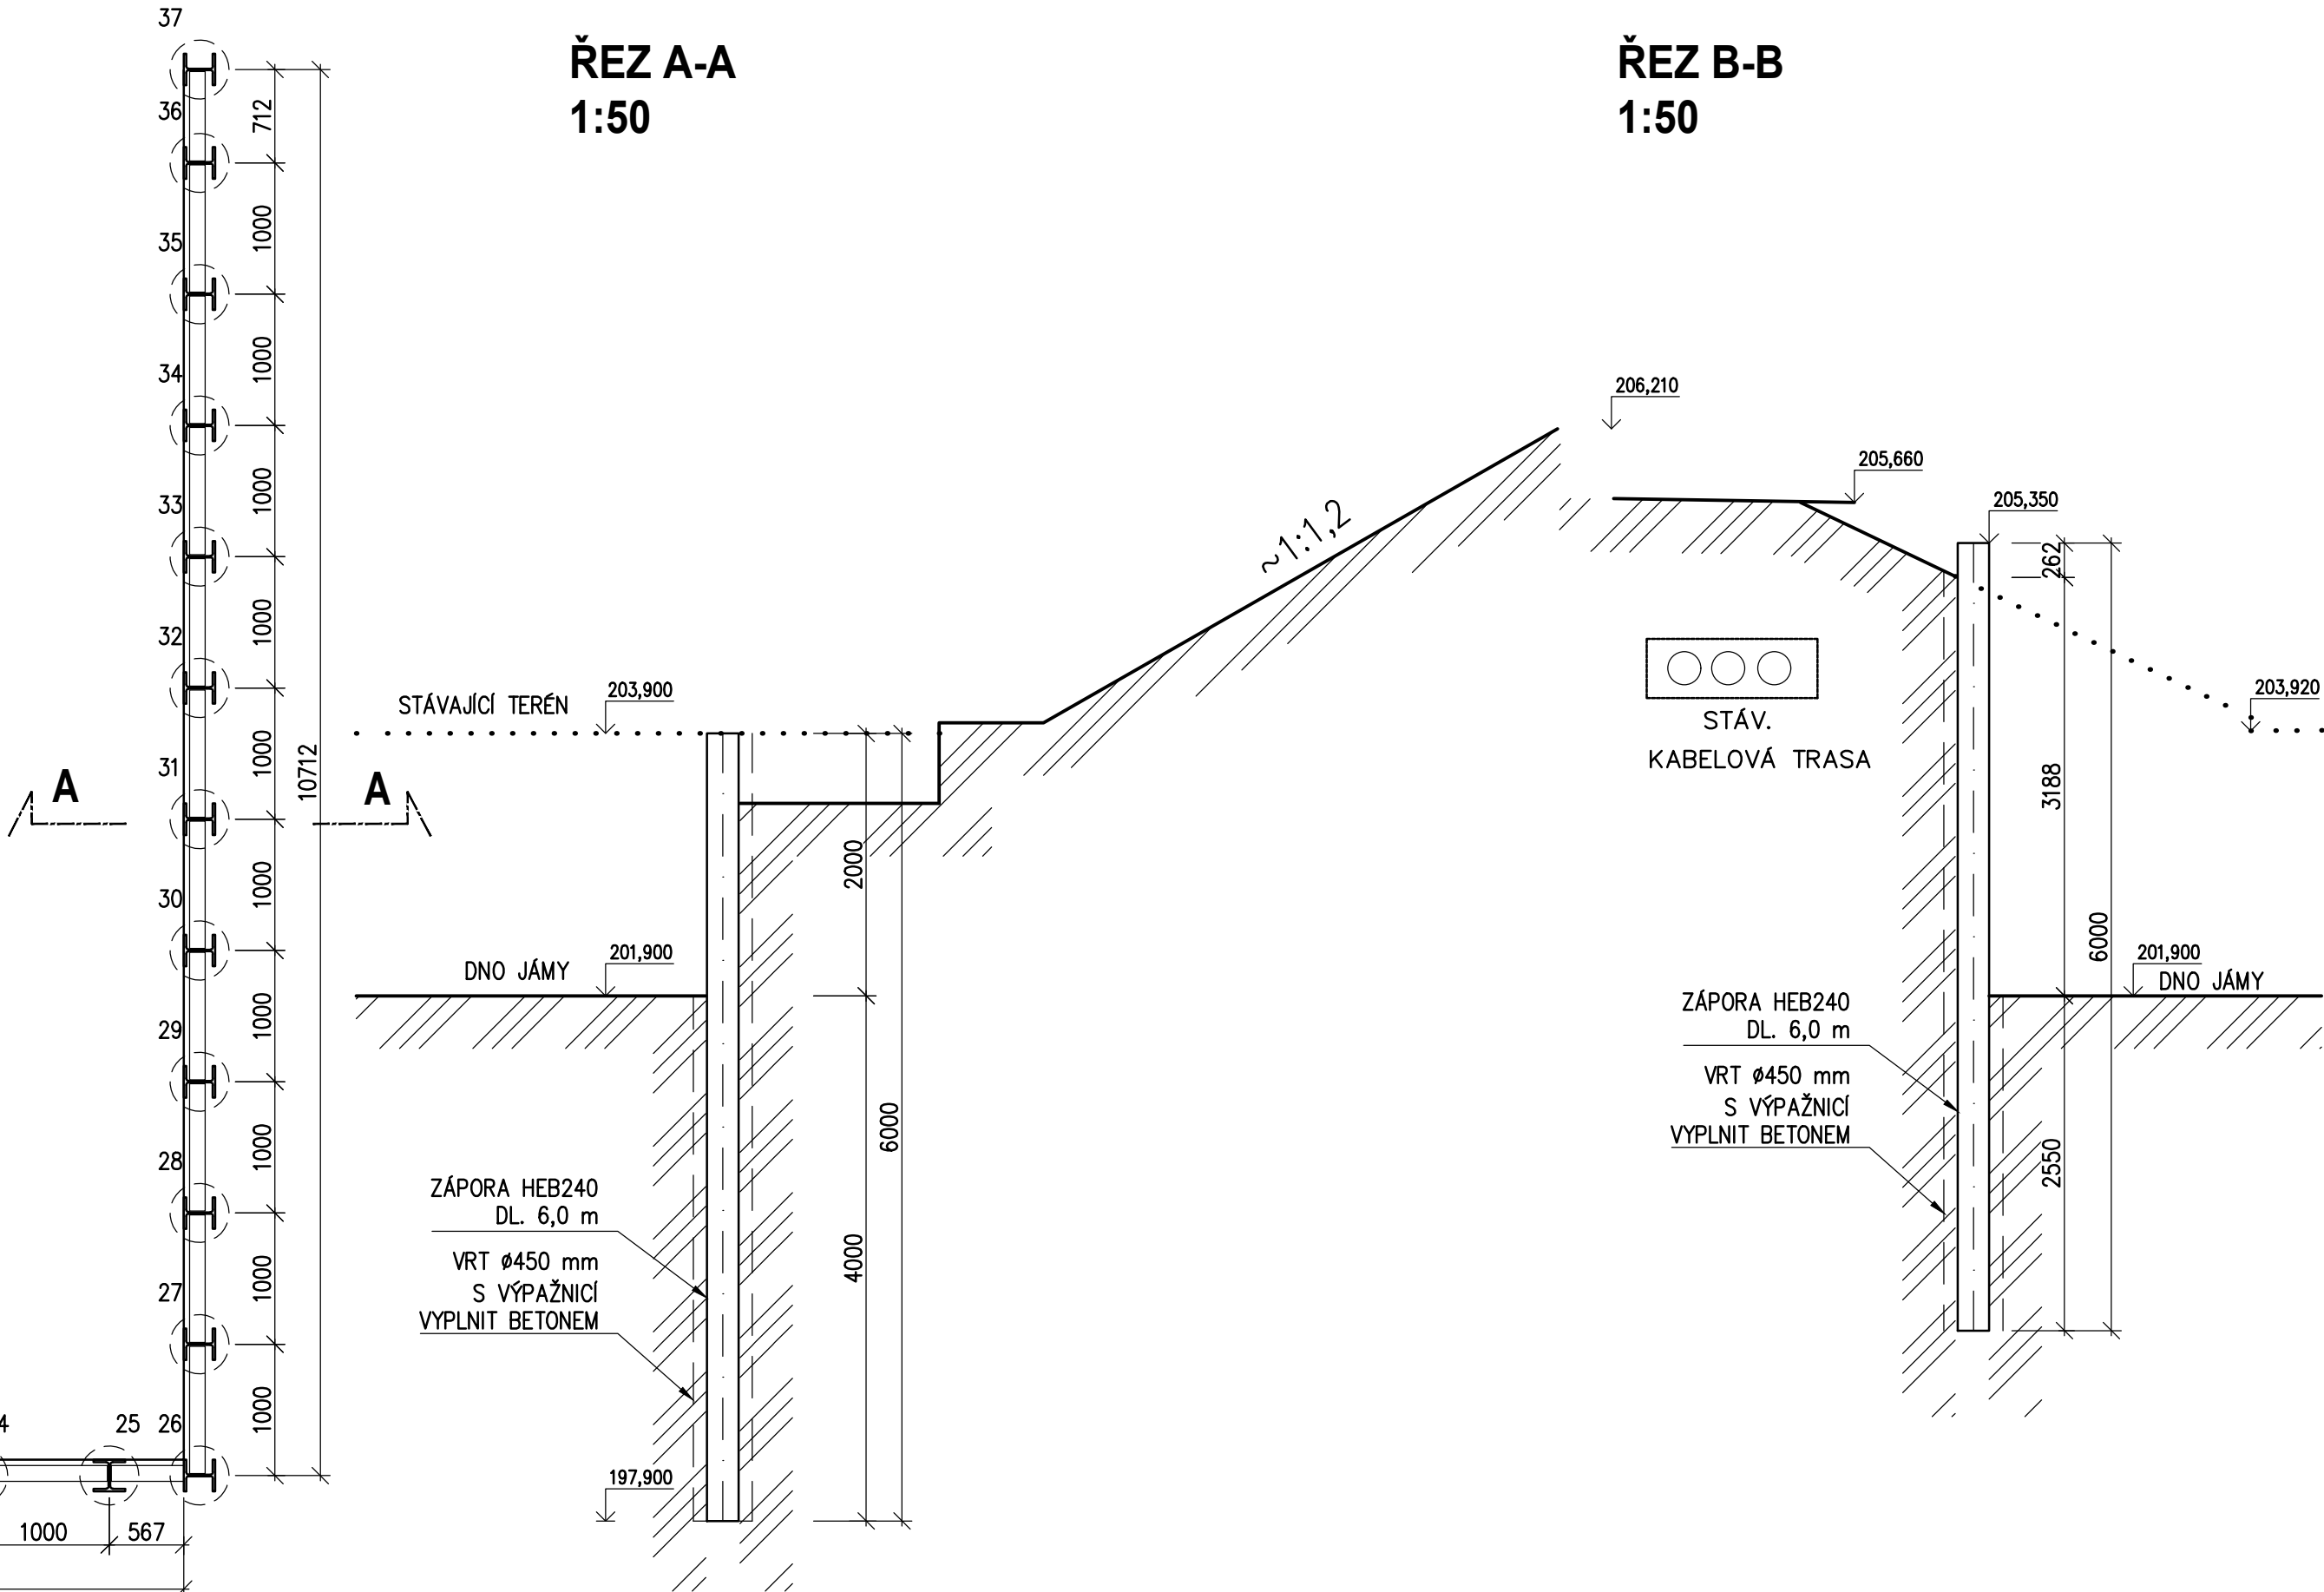 37
36
35
34
33
32
31
30
29
28
27
26
25
4
712
1000
1000
1000
1000
1000
1000
1000
1000
1000
1000
10712
1000
567
A
A
ŘEZ A-A
1:50
STÁVAJÍCÍ TERÉN
203,900
~1:1,2
2000
DNO JÁMY
201,900
6000
4000
ZÁPORA HEB240
DL. 6,0 m
VRT ø450 mm
S VÝPAŽNICÍ
VYPLNIT BETONEM
197,900
ŘEZ B-B
1:50
206,210
205,660
205,350
262
STÁV.
KABELOVÁ TRASA
203,920
3188
6000
201,900
DNO JÁMY
ZÁPORA HEB240
DL. 6,0 m
VRT ø450 mm
S VÝPAŽNICÍ
VYPLNIT BETONEM
2550